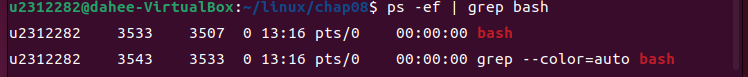 u2312282@dahee-VirtualBox:~/linux/chap08$ ps -ef | grep bash
u2312282    3533    3507  0 13:16 pts/0    00:00:00 bash
u2312282    3543    3533  0 13:16 pts/0    00:00:00 grep --color=auto bash